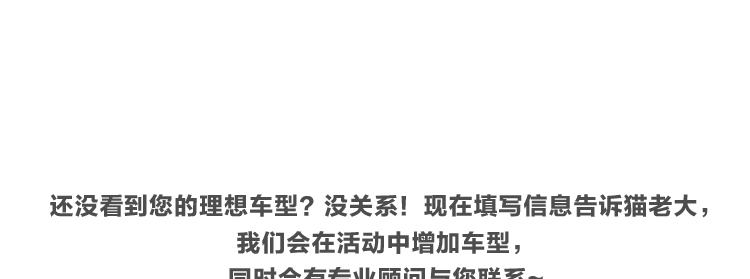 还没看到您的理想车型？没关系！现在填写信息告诉猫老大，
我们会在活动中增加车型，
同时会有专业顾问与您联系~